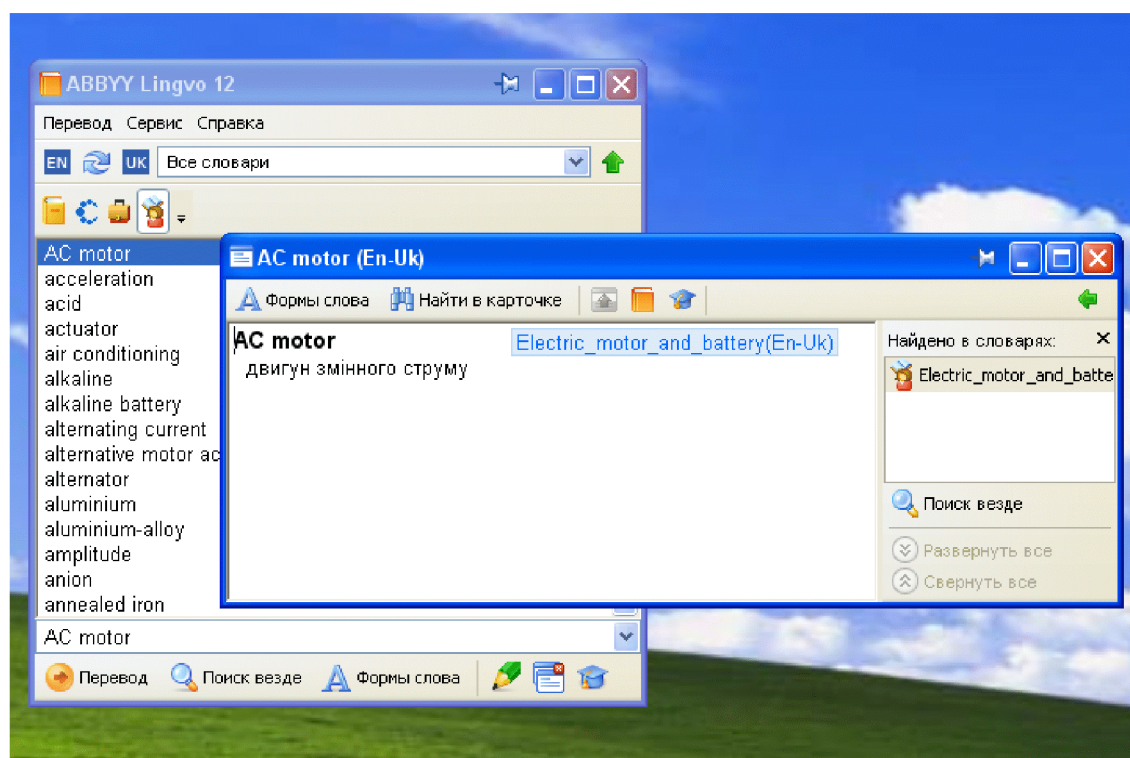 ABBYY Lingvo 12
Перевод Сервис Справка
EN UK Все словари
AC motor
acceleration
acid
actuator
air conditioning
alkaline
alkaline battery
alternating current
alternative motor ac
alternator
aluminium
aluminium-alloy
amplitude
anion
annealed iron
AC motor
Перевод Поиск везде Формы слова
AC motor (En-Uk)
Формы слова Найти в карточке
AC motor Electric_motor_and_battery(En-Uk)
двигун змінного струму
Найдено в словарях:
Electric_motor_and_batte
Поиск везде
Развернуть все
Свернуть все